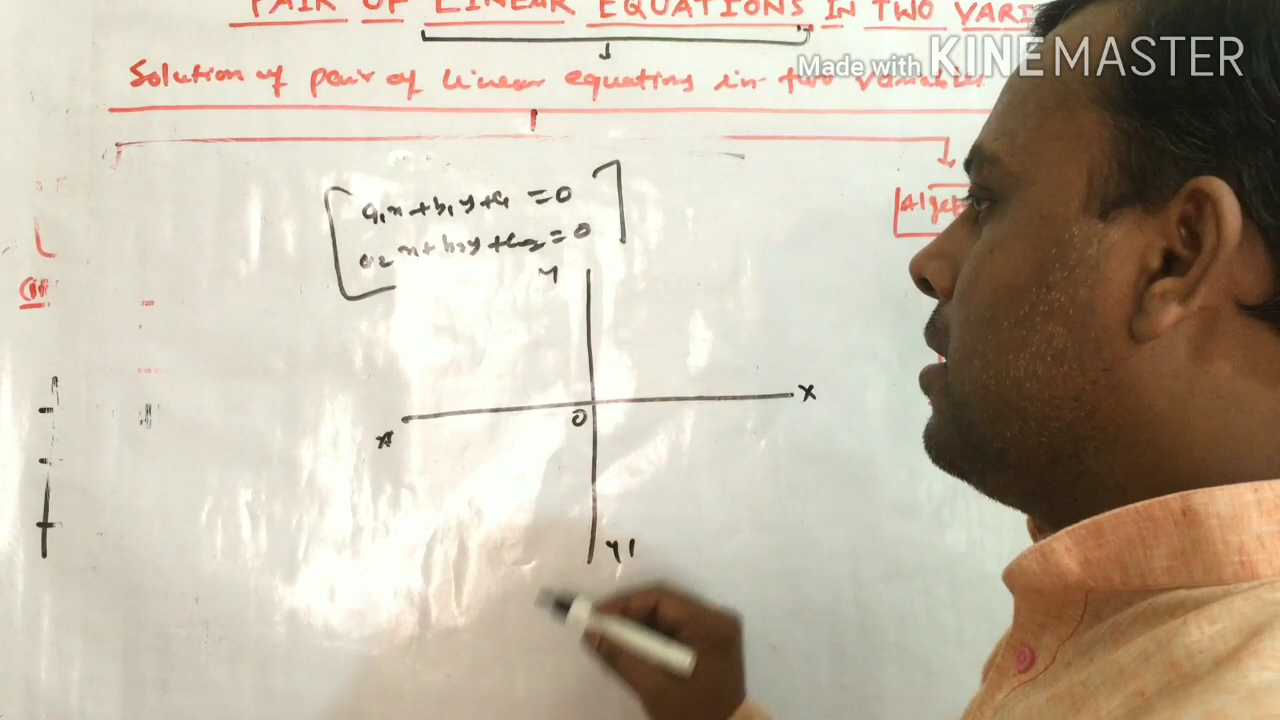 PAIR OF LINEAR EQUATIONS IN TWO VARI
Made with KINEMASTER
Solution of pair of linear equations in two variables
a₁x+b₁y+c₁ =0
a₂x+b₂y+c₂=0
Y
X
O
Y1